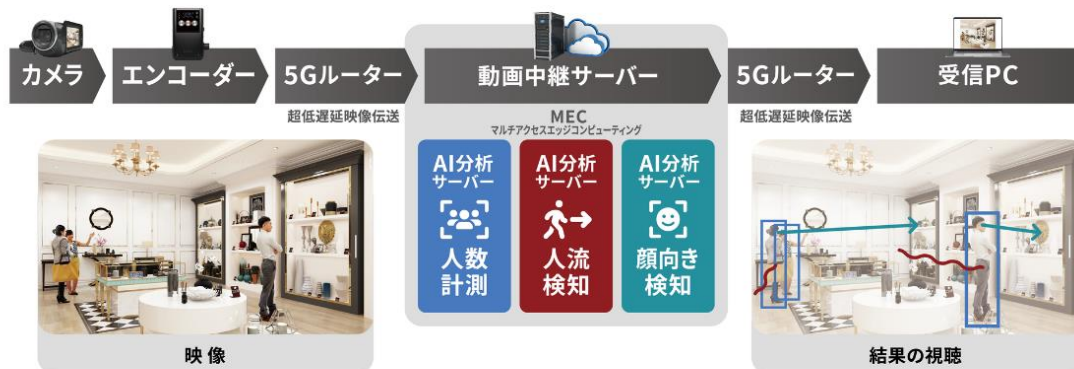 カメラ
エンコーダー
5Gルーター
動画中継サーバー
5Gルーター
受信PC
超低遅延映像伝送
MEC
マルチアクセスエッジコンピューティング
超低遅延映像伝送
AI分析
サーバー
人数
計測
AI分析
サーバー
人流
検知
AI分析
サーバー
顔向き
検知
映像
結果の視聴